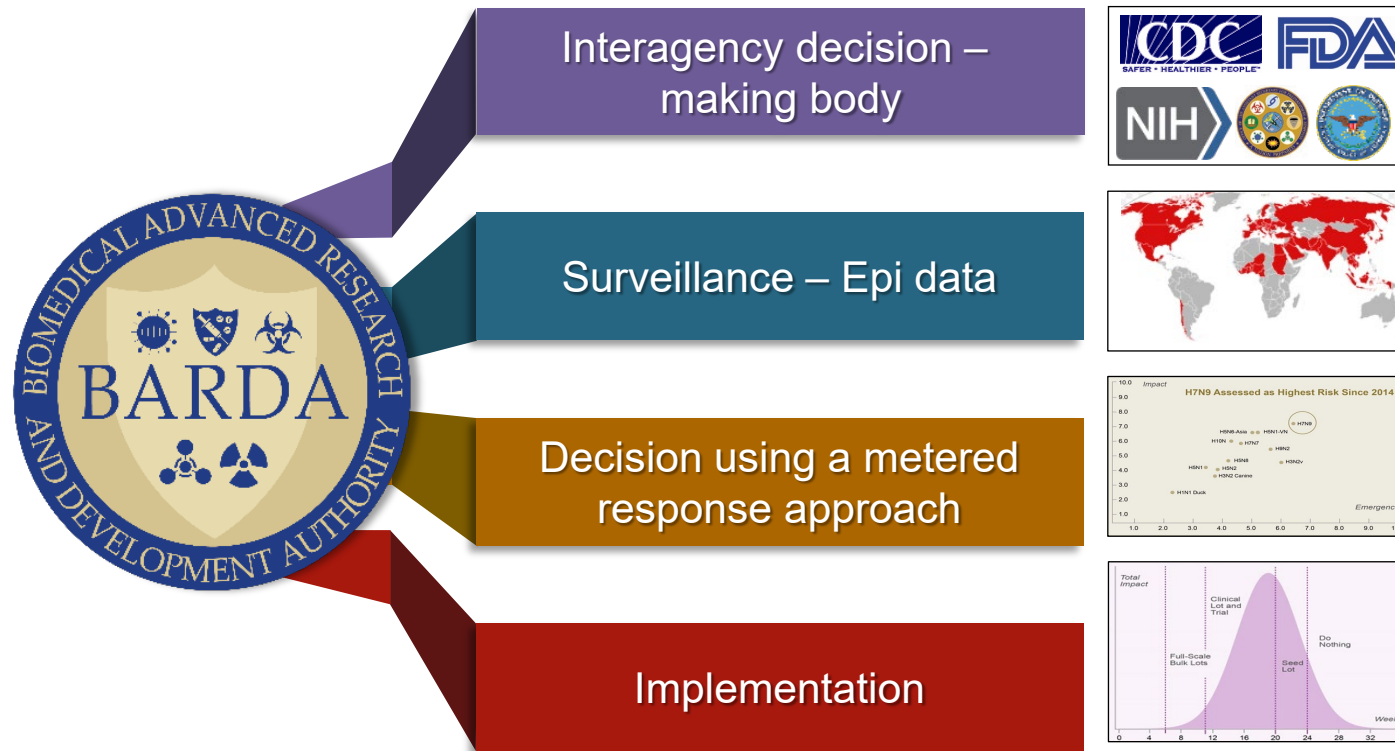 BIOMEDICAL ADVANCED RESEARCH
AND DEVELOPMENT AUTHORITY
BARDA
Interagency decision –
making body
CDC
SAFER • HEALTHIER • PEOPLE™
FDA
NIH
Surveillance – Epi data
Decision using a metered
response approach
10.0
Impact
H7N9 Assessed as Highest Risk Since 2014
9.0
8.0
7.0
H7N9
H5N6-Asia
H5N1-VN
6.0
H10N
H7N7
H9N2
5.0
H5N8
H3N2v
4.0
H5N1
H5N2
H3N2 Canine
3.0
H1N1 Duck
2.0
1.0
Emergenc
1.0 2.0 3.0 4.0 5.0 6.0 7.0 8.0 9.0
Implementation
Total
Impact
Clinical
Lot and
Trial
Do
Nothing
Full-Scale
Bulk Lots
Seed
Lot
Week
0 4 8 12 16 20 24 28 32